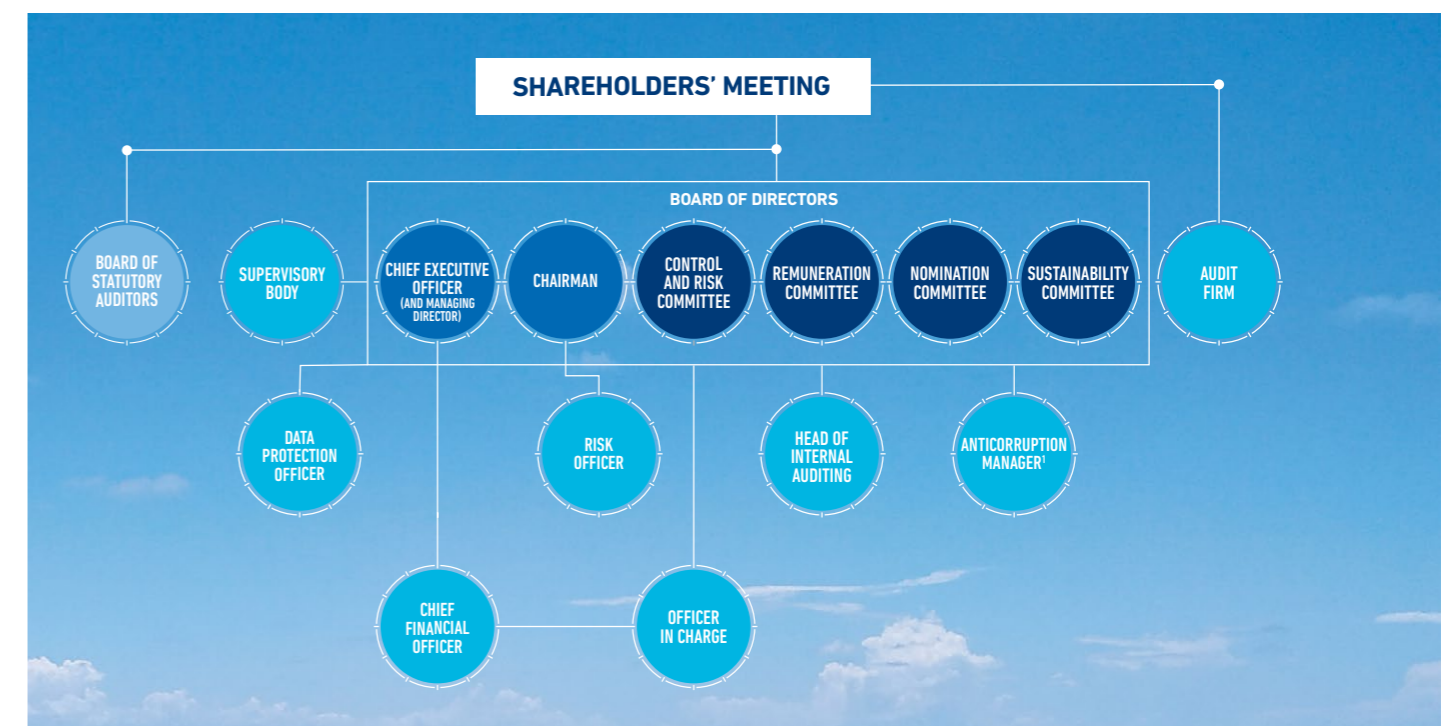 SHAREHOLDERS' MEETING
BOARD OF DIRECTORS
BOARD OF
STATUTORY
AUDITORS
SUPERVISORY
BODY
CHIEF EXECUTIVE
OFFICER
(AND MANAGING
DIRECTOR)
CHAIRMAN
CONTROL
AND RISK
COMMITTEE
REMUNERATION
COMMITTEE
NOMINATION
COMMITTEE
SUSTAINABILITY
COMMITTEE
AUDIT
FIRM
DATA
PROTECTION
OFFICER
RISK
OFFICER
HEAD OF
INTERNAL
AUDITING
ANTICORRUPTION
MANAGER¹
CHIEF
FINANCIAL
OFFICER
OFFICER
IN CHARGE